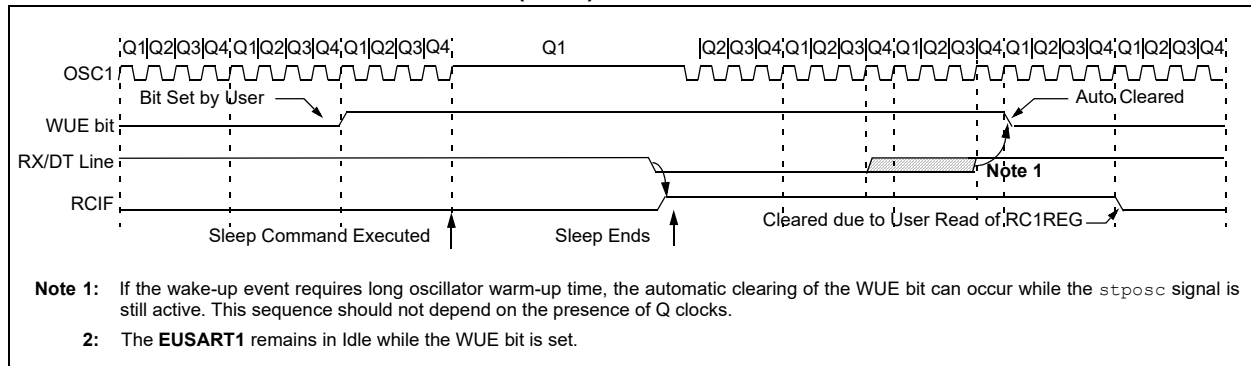 Q1|Q2|Q3|Q4|Q1|Q2|Q3|Q4|Q1|Q2|Q3|Q4 Q1 Q2|Q3|Q4|Q1|Q2|Q3|Q4|Q1|Q2|Q3|Q4|Q1|Q2|Q3|Q4|Q1|Q2|Q3|Q4
OSC1
Bit Set by User Auto Cleared
WUE bit
RX/DT Line
Note 1
RCIF
Cleared due to User Read of RC1REG
Sleep Command Executed Sleep Ends
Note 1: If the wake-up event requires long oscillator warm-up time, the automatic clearing of the WUE bit can occur while the stposc signal is
still active. This sequence should not depend on the presence of Q clocks.
2: The EUSART1 remains in Idle while the WUE bit is set.